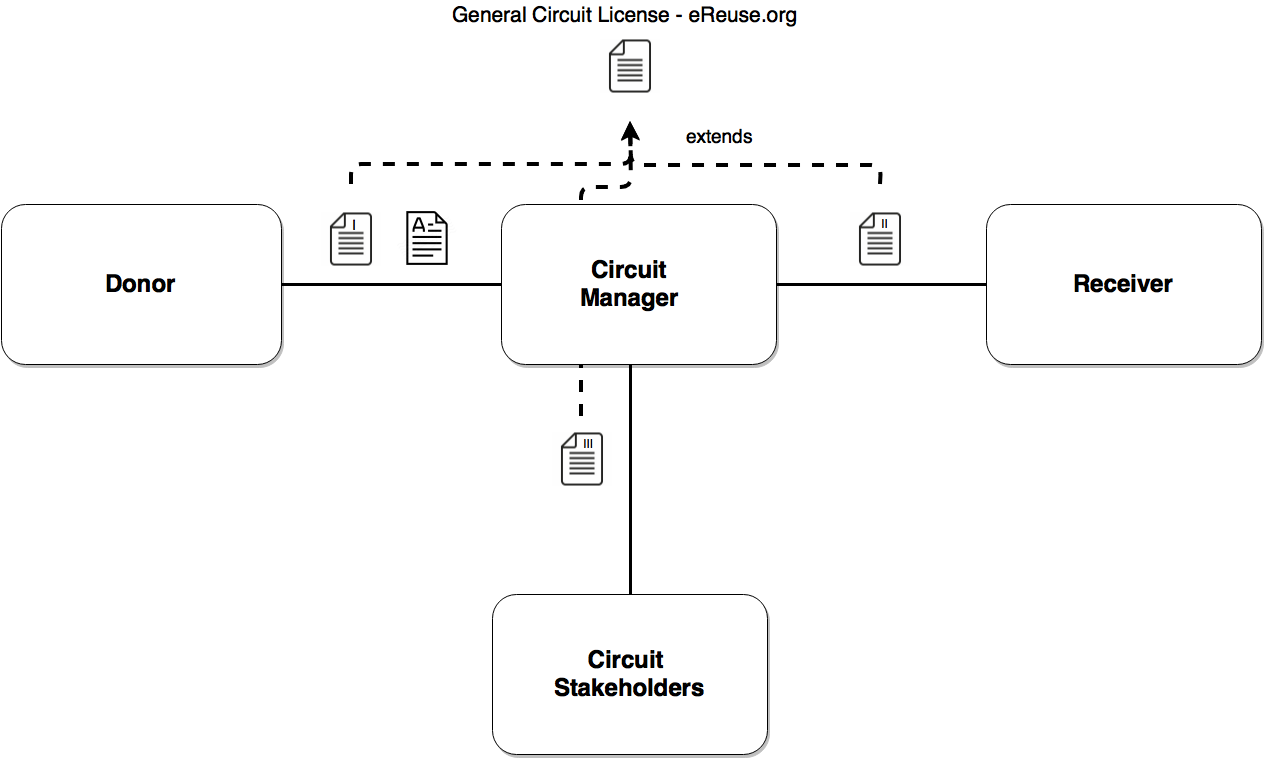 General Circuit License - eReuse.org
extends
I
A-
II
Donor
Circuit
Manager
Receiver
III
Circuit
Stakeholders